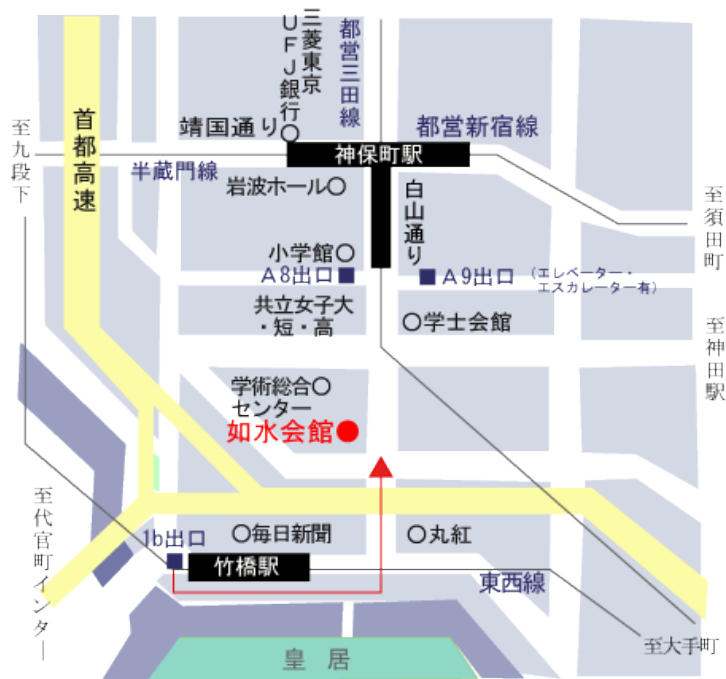 三菱東京
UFJ銀行
都営三田線
靖国通り
都営新宿線
首都高速
至九段下
神保町駅
半蔵門線
岩波ホール
白山通り
至須田町
小学館
A8出口
A9出口
(エレベーター・
エスカレーター有)
共立女子大
・短・高
学士会館
至神田駅
学術総合
センター
如水会館
至代官町インター
1b出口
毎日新聞
丸紅
竹橋駅
東西線
至大手町
皇居